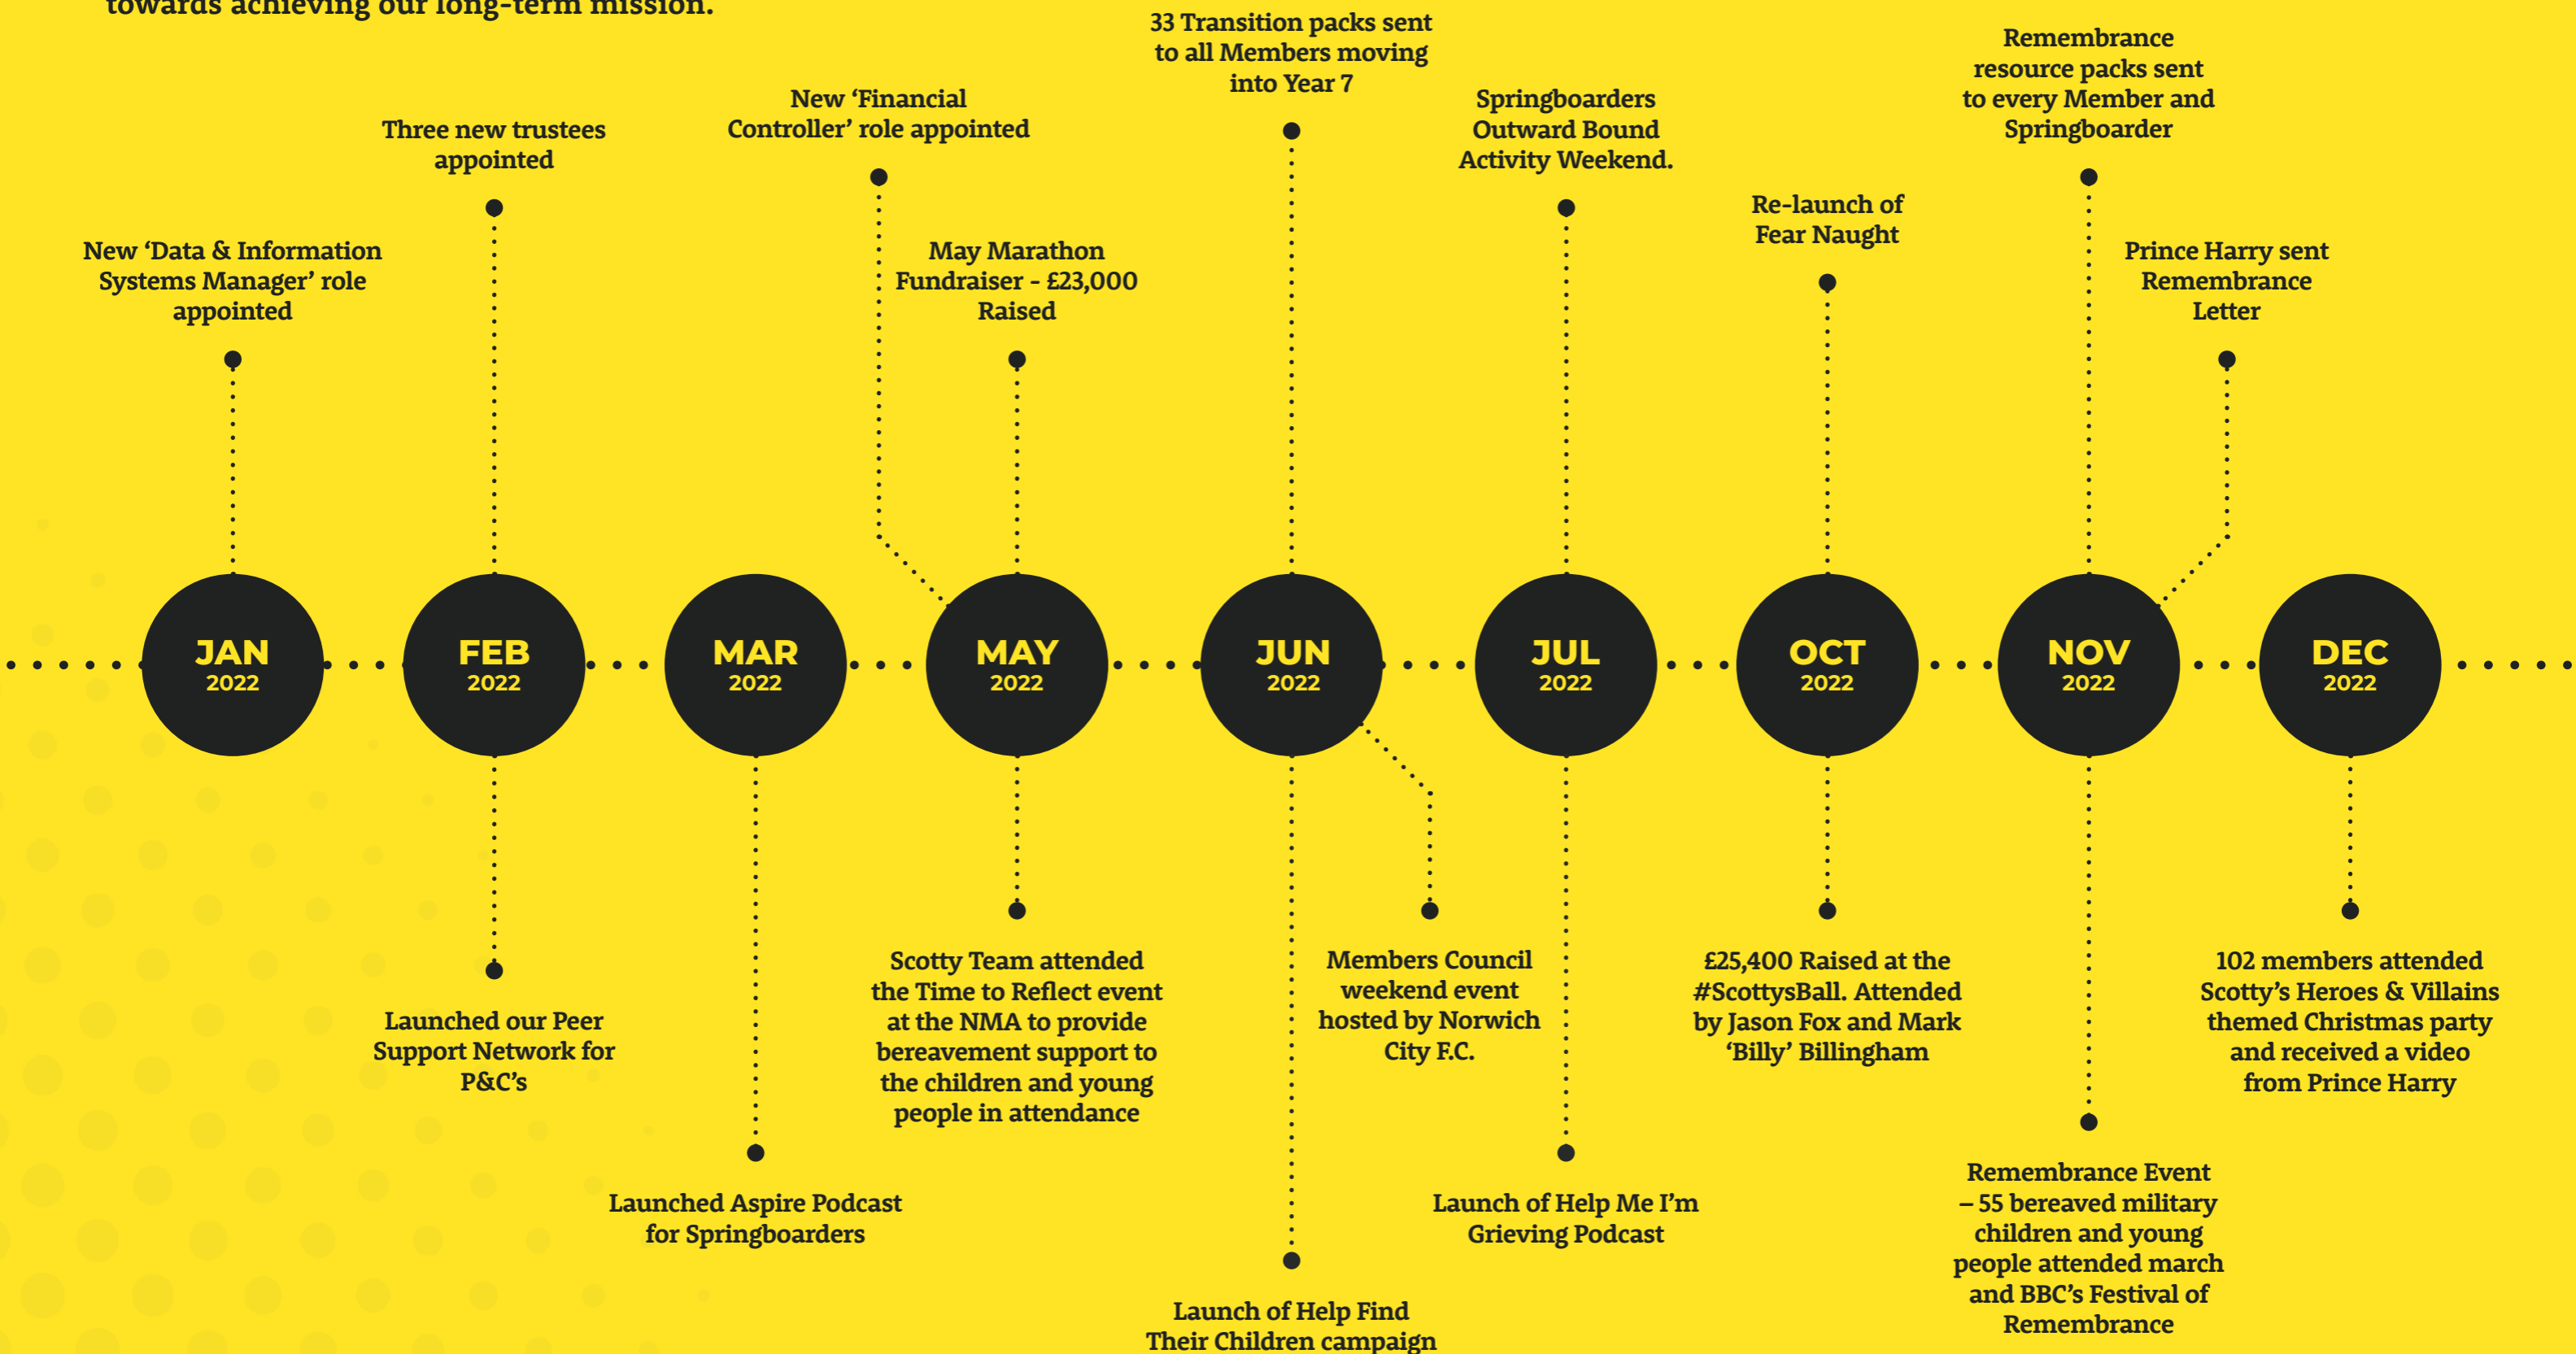 towards achieving our long-term mission.
New ‘Data & Information
Systems Manager’ role
appointed
Three new trustees
appointed
New ‘Financial
Controller’ role appointed
May Marathon
Fundraiser - £23,000
Raised
33 Transition packs sent
to all Members moving
into Year 7
Springboarders
Outward Bound
Activity Weekend.
Re-launch of
Fear Naught
Remembrance
resource packs sent
to every Member and
Springboarder
Prince Harry sent
Remembrance
Letter
JAN
2022
FEB
2022
MAR
2022
MAY
2022
JUN
2022
JUL
2022
OCT
2022
NOV
2022
DEC
2022
Launched our Peer
Support Network for
P&C’s
Launched Aspire Podcast
for Springboarders
Scotty Team attended
the Time to Reflect event
at the NMA to provide
bereavement support to
the children and young
people in attendance
Launch of Help Find
Their Children campaign
Members Council
weekend event
hosted by Norwich
City F.C.
Launch of Help Me I’m
Grieving Podcast
£25,400 Raised at the
#ScottysBall. Attended
by Jason Fox and Mark
‘Billy’ Billingham
Remembrance Event
– 55 bereaved military
children and young
people attended march
and BBC’s Festival of
Remembrance
102 members attended
Scotty’s Heroes & Villains
themed Christmas party
and received a video
from Prince Harry